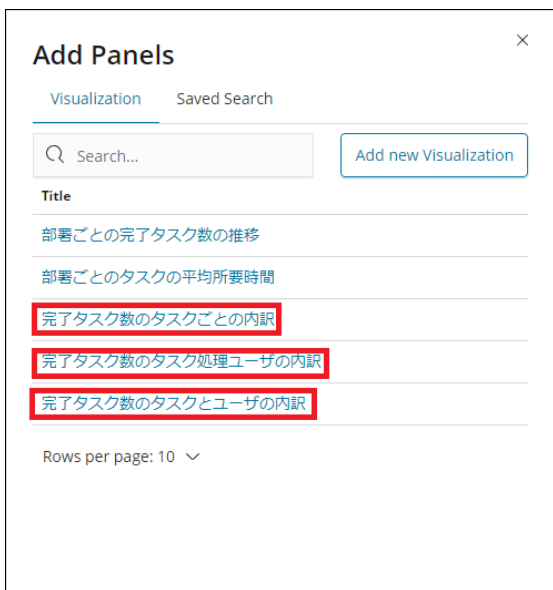 Add Panels
Visualization Saved Search
Search...
Add new Visualization
Title
部署ごとの完了タスク数の推移
部署ごとのタスクの平均所要時間
完了タスク数のタスクごとの内訳
完了タスク数のタスク処理ユーザの内訳
完了タスク数のタスクとユーザの内訳
Rows per page: 10